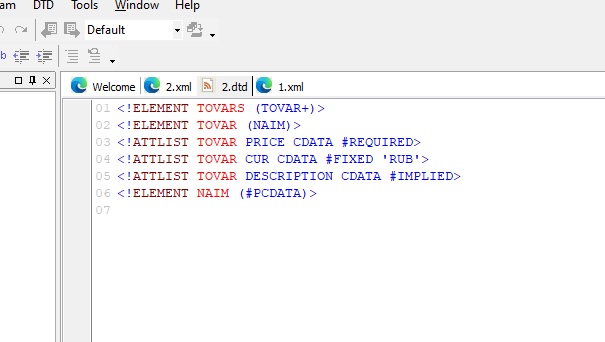 am DTD Tools Window Help
Default
Welcome 2.xml 2.dtd 1.xml
01 <!ELEMENT TOVARS (TOVAR+)>
02 <!ELEMENT TOVAR (NAIM)>
03 <!ATTLIST TOVAR PRICE CDATA #REQUIRED>
04 <!ATTLIST TOVAR CUR CDATA #FIXED 'RUB'>
05 <!ATTLIST TOVAR DESCRIPTION CDATA #IMPLIED>
06 <!ELEMENT NAIM (#PCDATA)>
07